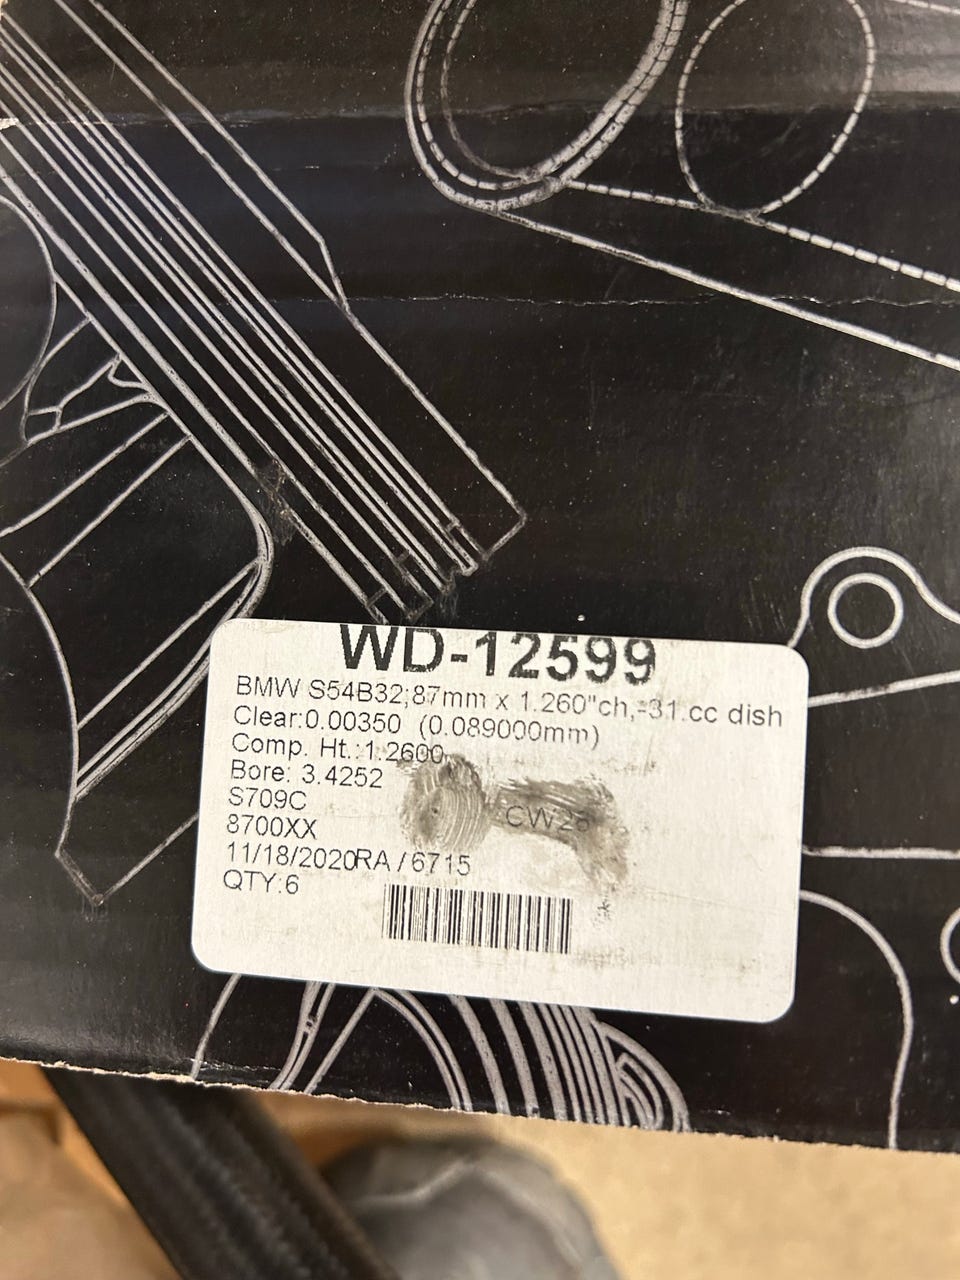 WD-12599
BMW S54B32;87mm x 1.260"ch,-31.cc dish
Clear:0.00350 (0.089000mm)
Comp. Ht.:1.2600
Bore: 3.4252
S709C
CW25
8700XX
11/18/2020RA / 6715
QTY:6